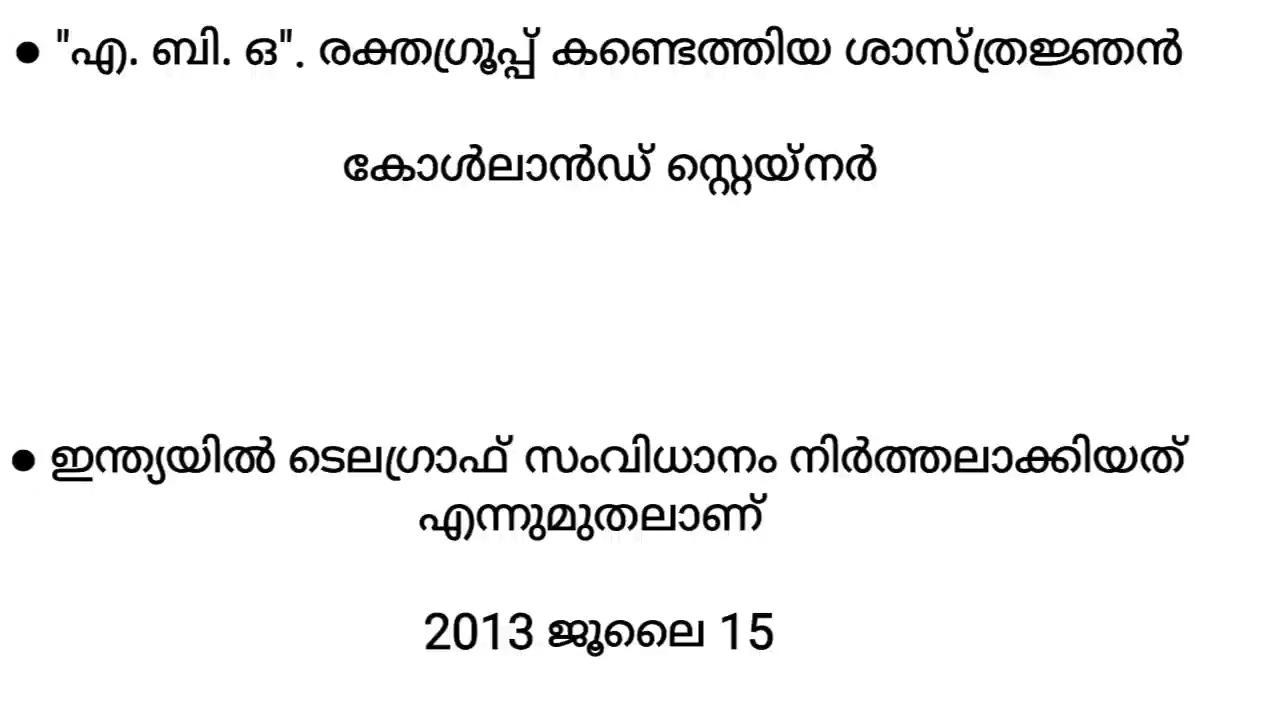 ● "എ. ബി. ഒ". രക്തഗ്രൂപ്പ് കണ്ടെത്തിയ ശാസ്ത്രജ്ഞൻ
കോൾലാൻഡ് സ്റ്റെയ്നർ
● ഇന്ത്യയിൽ ടെലഗ്രാഫ് സംവിധാനം നിർത്തലാക്കിയത്
എന്നുമുതലാണ്
2013 ജൂലൈ 15